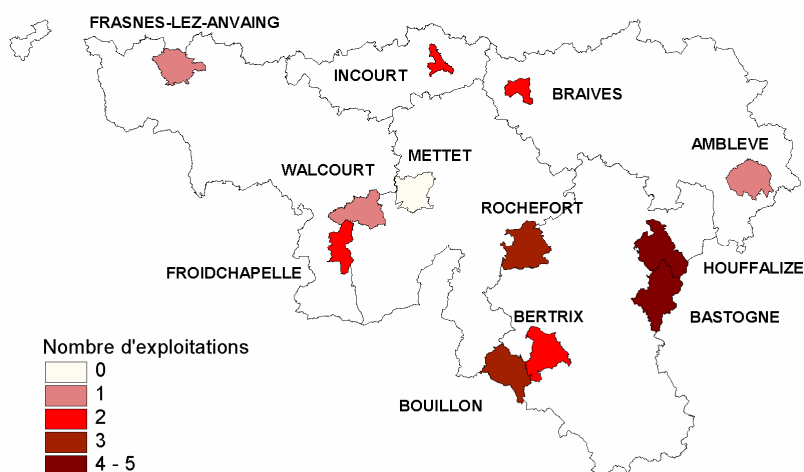 FRASNES-LEZ-ANVAING
INCOURT
BRAIVES
AMBLEVE
METTET
WALCOURT
ROCHEFORT
FROIDCHAPELLE
HOUFFALIZE
BASTOGNE
BERTRIX
BOUILLON
Nombre d'exploitations
0
1
2
3
4 - 5